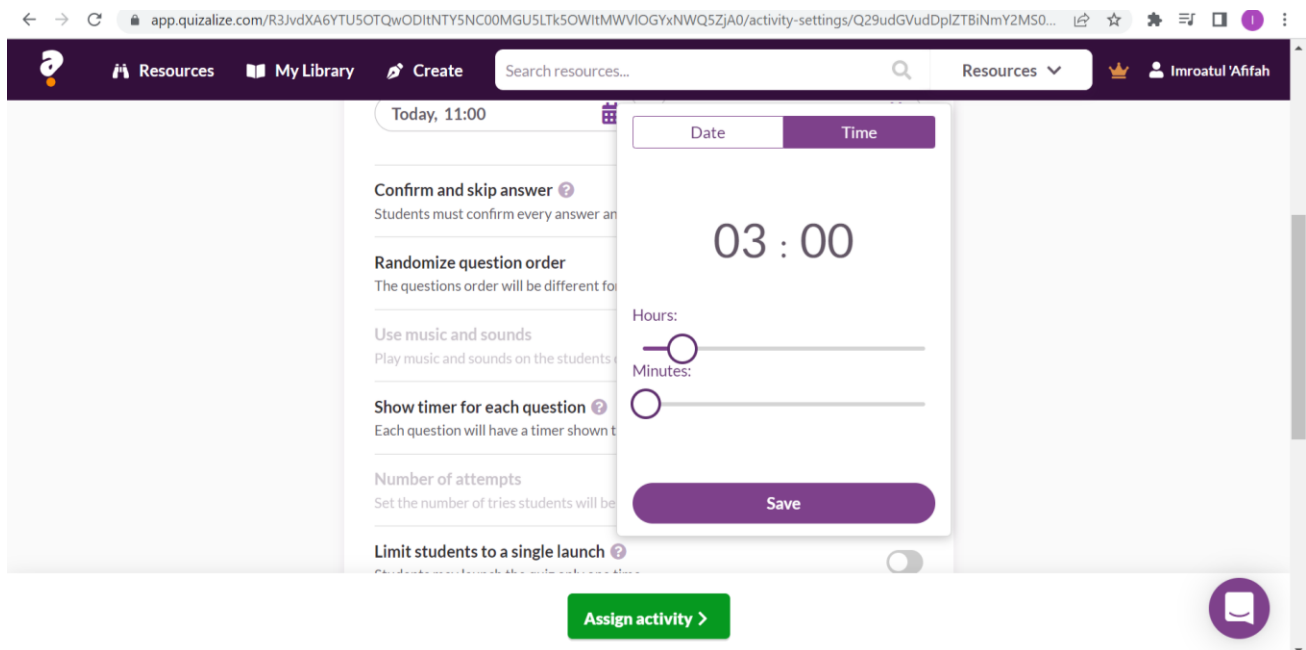 app.quizalize.com/R3JvdXA6YTU5OTQwODItNTY5NC00MGU5LTk5OWItMWVlOGYxNWQ5ZjA0/activity-settings/Q29udGVudDplZTBiNmY2MS0...
I
Resources
My Library
Create
Search resources...
Resources
Imroatul 'Afifah
Today, 11:00
Date
Time
Confirm and skip answer ?
Students must confirm every answer an
03 : 00
Randomize question order
The questions order will be different fo
Hours:
Use music and sounds
Play music and sounds on the students
Minutes:
Show timer for each question ?
Each question will have a timer shown t
Number of attempts
Set the number of tries students will be
Save
Limit students to a single launch ?
Assign activity >